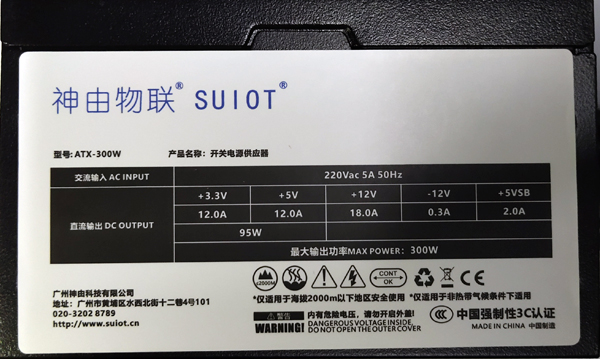 神由物联® SUIOT®
型号: ATX-300W 产品名称: 开关电源供应器
交流输入 AC INPUT 220Vac 5A 50Hz
直流输出 DC OUTPUT +3.3V +5V +12V -12V +5VSB
12.0A 12.0A 18.0A 0.3A 2.0A
95W
最大输出功率MAX POWER: 300W
广州神由科技有限公司
地址: 广州市黄埔区水西北街十二巷4号101
020-3202 8789
http://www.suiot.cn
≤2000M
CONT
OK
*仅适用于海拔2000m以下地区安全使用 *仅适用于非热带气候条件下适用
警告
WARNING!
内有危险电压, 请勿打开外盖!
DANGEROUS VOLTAGE INSIDE,
DO NOT OPEN THE OUTER COVER
中国强制性3C认证
MADE IN CHINA/中国制造